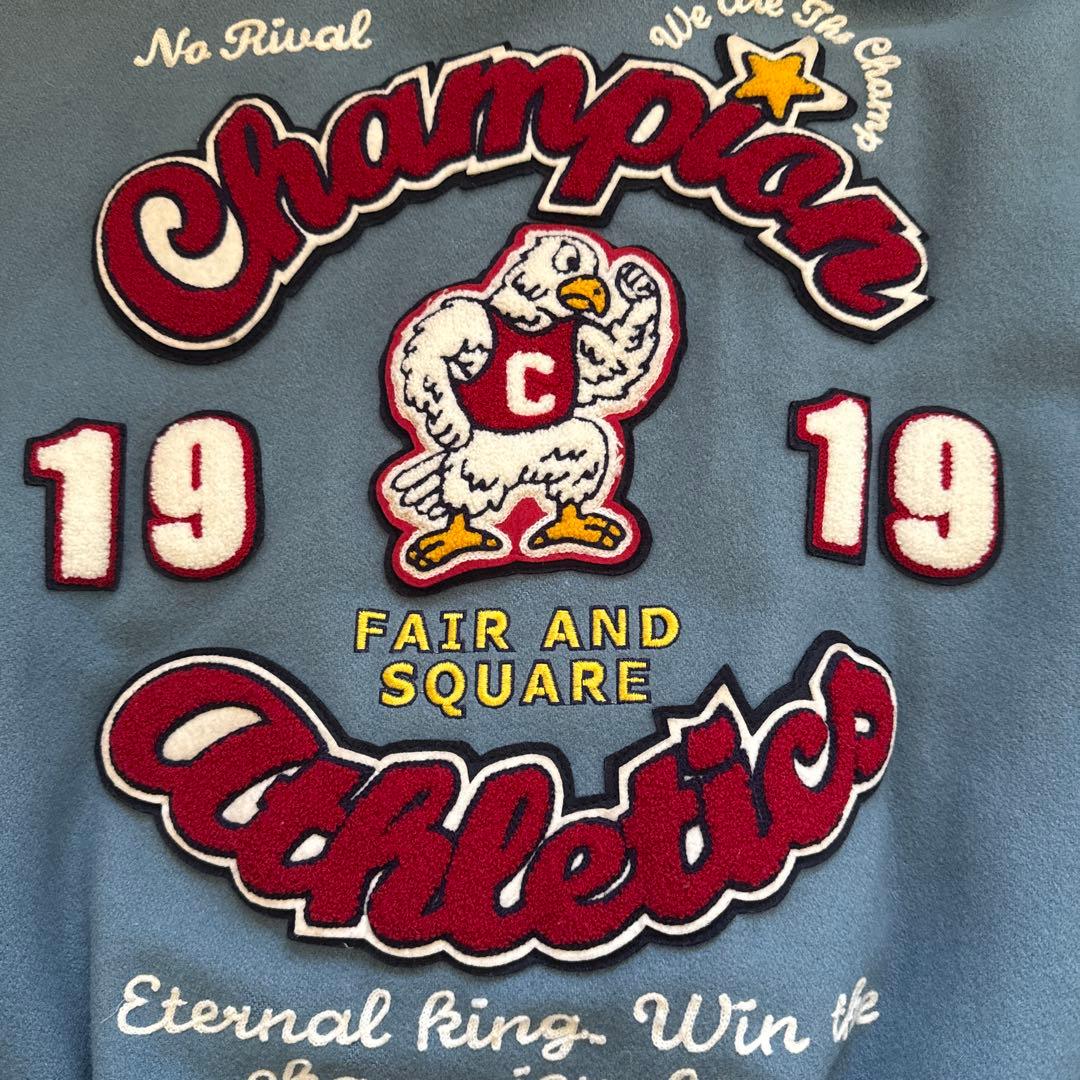 No Rival
We Are The Champ
Champion
C
19
19
FAIR AND
SQUARE
Athletics
Eternal king. Win the